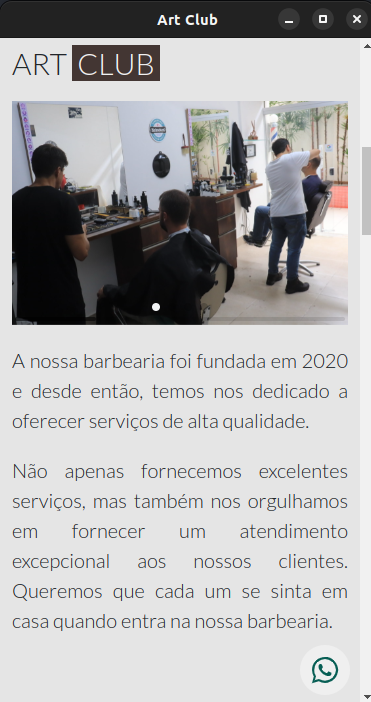 Art Club
ART CLUB
A nossa barbearia foi fundada em 2020
e desde então, temos nos dedicado a
oferecer serviços de alta qualidade.
Não apenas fornecemos excelentes
serviços, mas também nos orgulhamos
em fornecer um atendimento
excepcional aos nossos clientes.
Queremos que cada um se sinta em
casa quando entra na nossa barbearia.